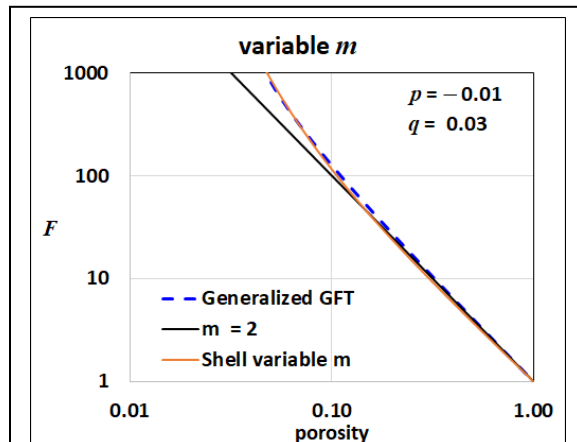 variable m
1000
p = – 0.01
q = 0.03
100
F
10
Generalized GFT
m = 2
Shell variable m
1
0.01 0.10 1.00
porosity